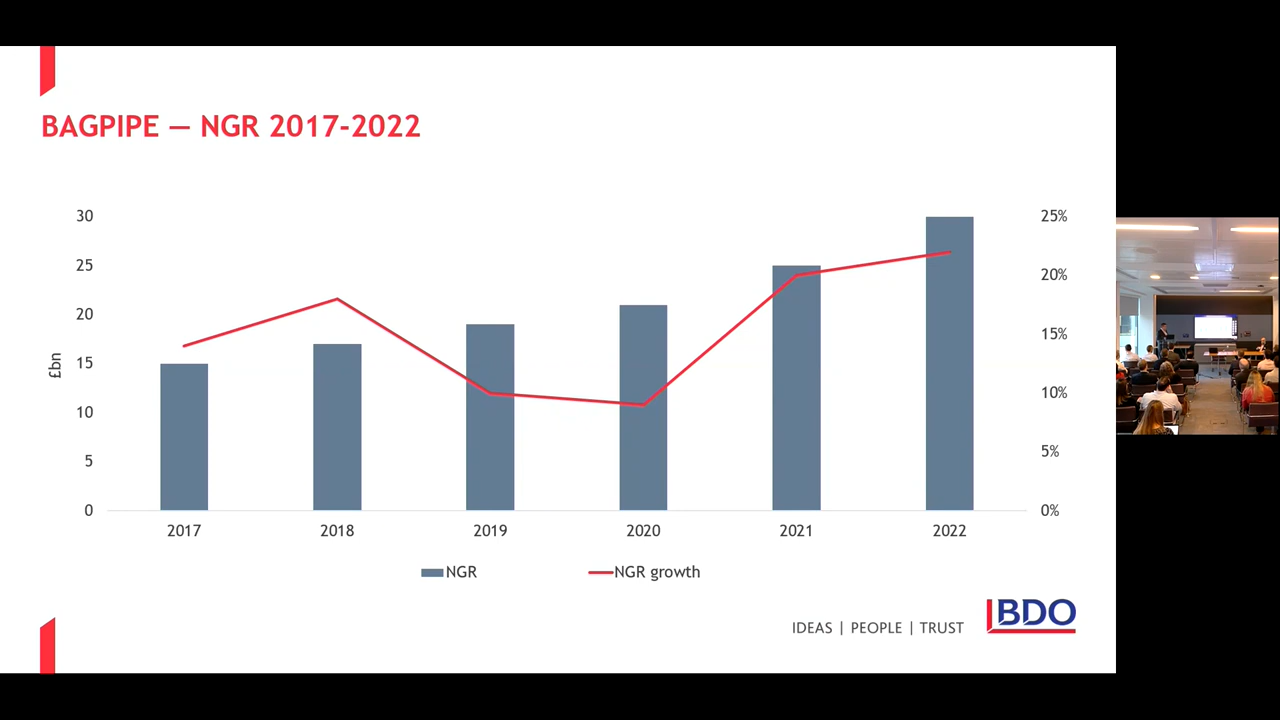 BAGPIPE — NGR 2017-2022
30
25
20
15
10
5
0
£bn
25%
20%
15%
10%
5%
0%
2017 2018 2019 2020 2021 2022
NGR NGR growth
IDEAS | PEOPLE | TRUST
BDO